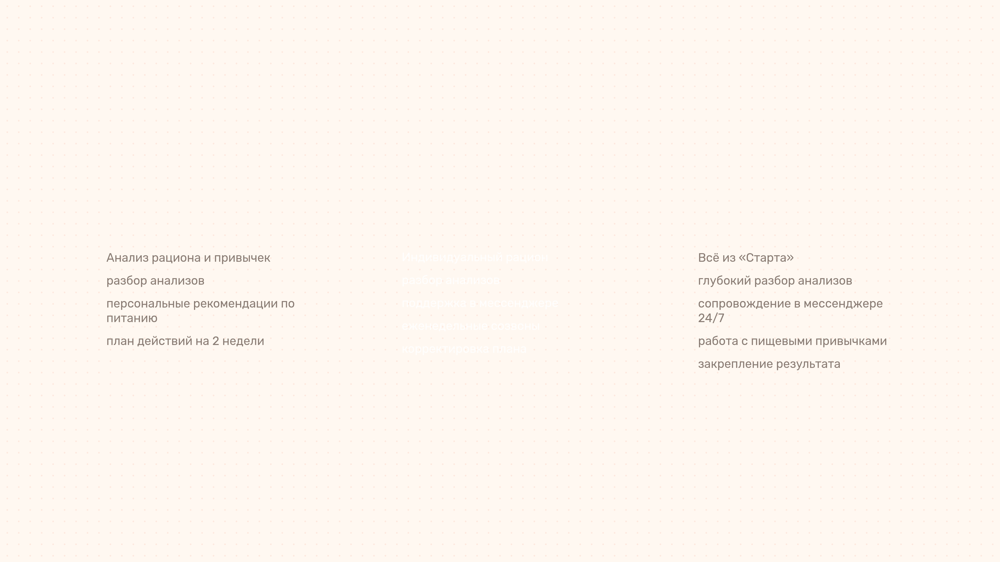 Анализ рациона и привычек
разбор анализов
персональные рекомендации по
питанию
план действий на 2 недели
Индивидуальный рацион
разбор анализов
поддержка в мессенджере
еженедельные созвоны
корректировка плана
Всё из «Старта»
глубокий разбор анализов
сопровождение в мессенджере
24/7
работа с пищевыми привычками
закрепление результата